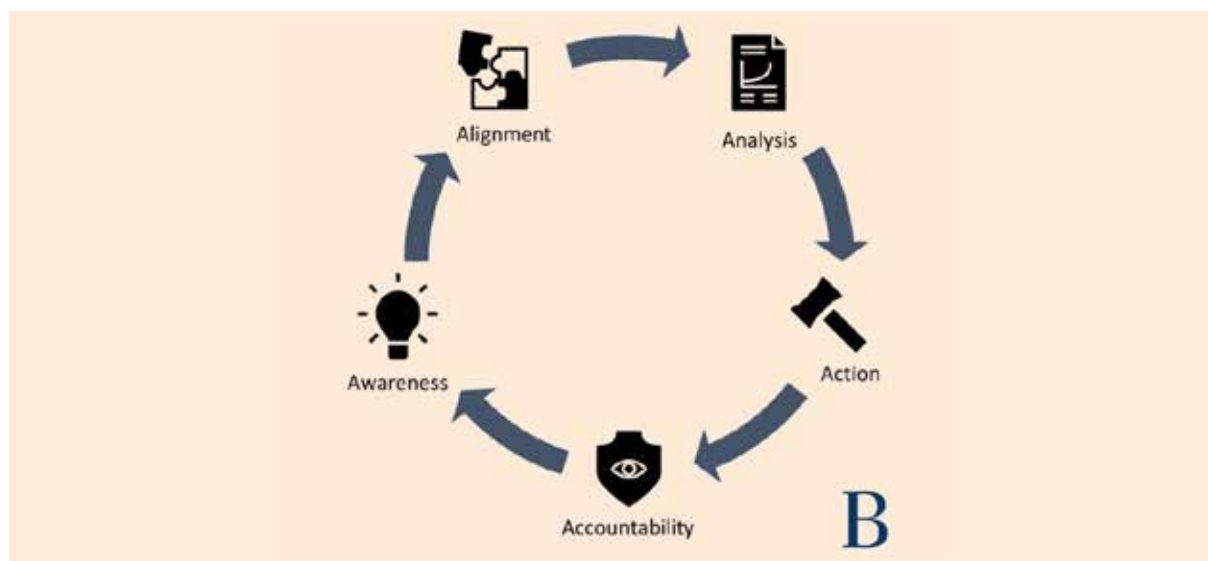 Alignment
Analysis
Awareness
Action
Accountability
B